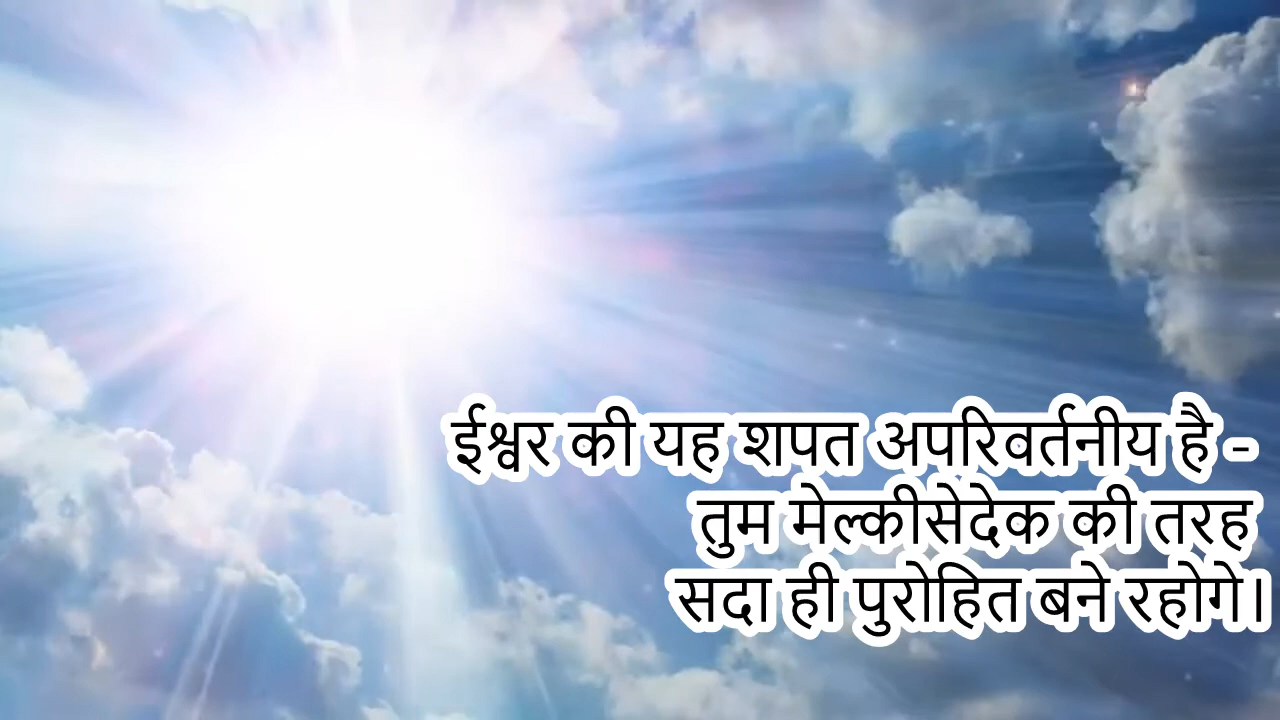 ईश्वर की यह शपत अपरिवर्तनीय है -
तुम मेल्कीसेदेक की तरह
सदा ही पुरोहित बने रहोगे।